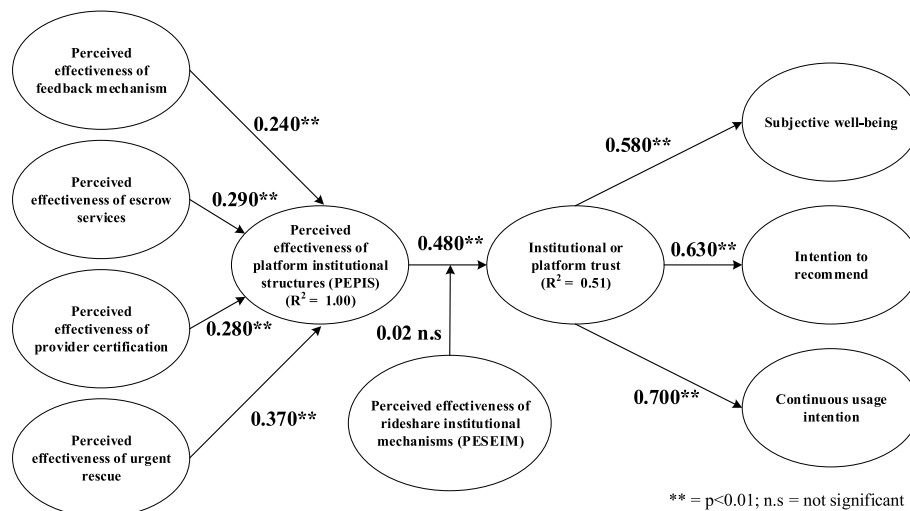 Perceived
effectiveness of
feedback mechanism
0.240**
Perceived
effectiveness of escrow
services
0.290**
Perceived
effectiveness of
provider certification
0.280**
Perceived
effectiveness of urgent
rescue
0.370**
Perceived
effectiveness of
platform institutional
structures (PEPIS)
(R² = 1.00)
0.480**
0.02 n.s
Perceived effectiveness of
rideshare institutional
mechanisms (PESEIM)
Institutional or
platform trust
(R² = 0.51)
0.580**
Subjective well-being
0.630**
Intention to
recommend
0.700**
Continuous usage
intention
** = p<0.01; n.s = not significant